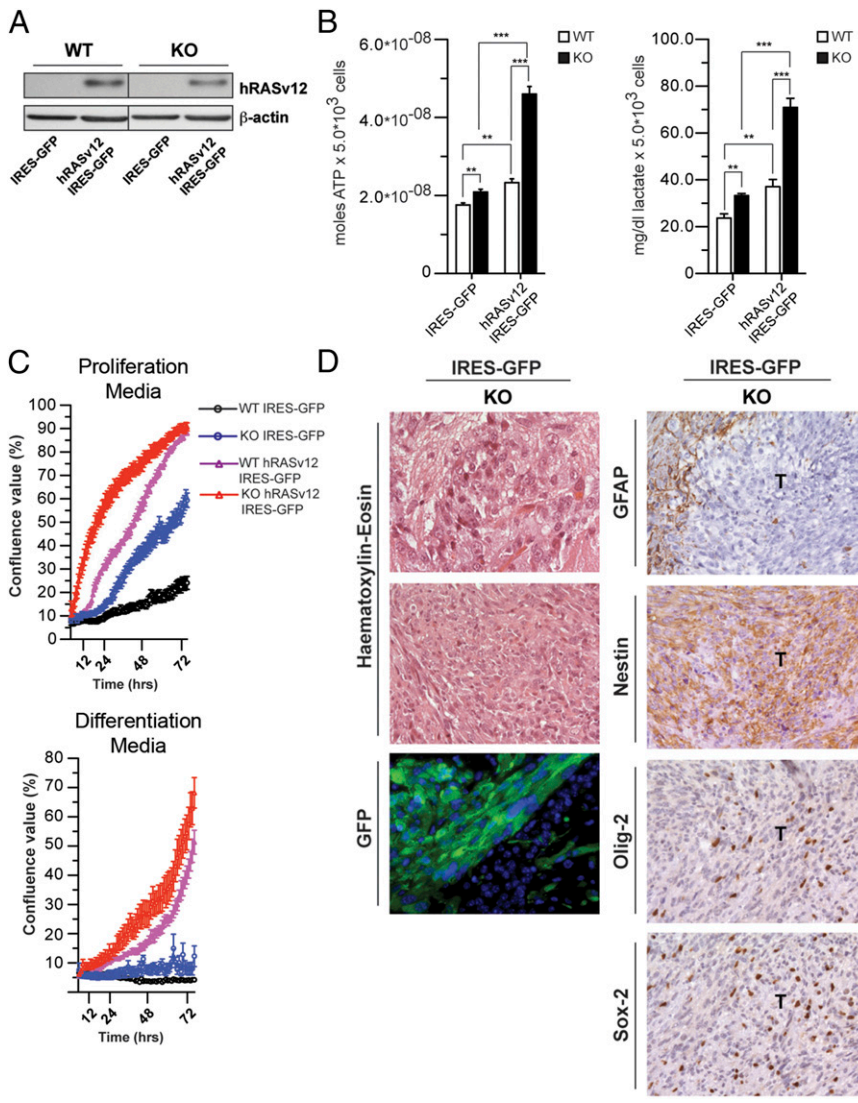 A
WT
KO
hRASv12
β-actin
IRES-GFP
hRASv12
IRES-GFP
IRES-GFP
hRASv12
IRES-GFP
B
moles ATP x 5.0*10³ cells
6.0*10⁻⁰⁸
4.0*10⁻⁰⁸
2.0*10⁻⁰⁸
0
***
***
**
**
WT
KO
IRES-GFP
hRASv12
IRES-GFP
mg/dl lactate x 5.0*10³ cells
100.0
80.0
60.0
40.0
20.0
0
***
***
**
**
WT
KO
IRES-GFP
hRASv12
IRES-GFP
C
Proliferation
Media
Confluence value (%)
100
90
80
70
60
50
40
30
20
10
0
12
24
48
72
Time (hrs)
WT IRES-GFP
KO IRES-GFP
WT hRASv12
IRES-GFP
KO hRASv12
IRES-GFP
Differentiation
Media
Confluence value (%)
80
70
60
50
40
30
20
10
12
24
48
72
Time (hrs)
D
IRES-GFP
KO
Haematoxylin-Eosin
GFP
IRES-GFP
KO
GFAP
T
Nestin
T
Olig-2
T
Sox-2
T